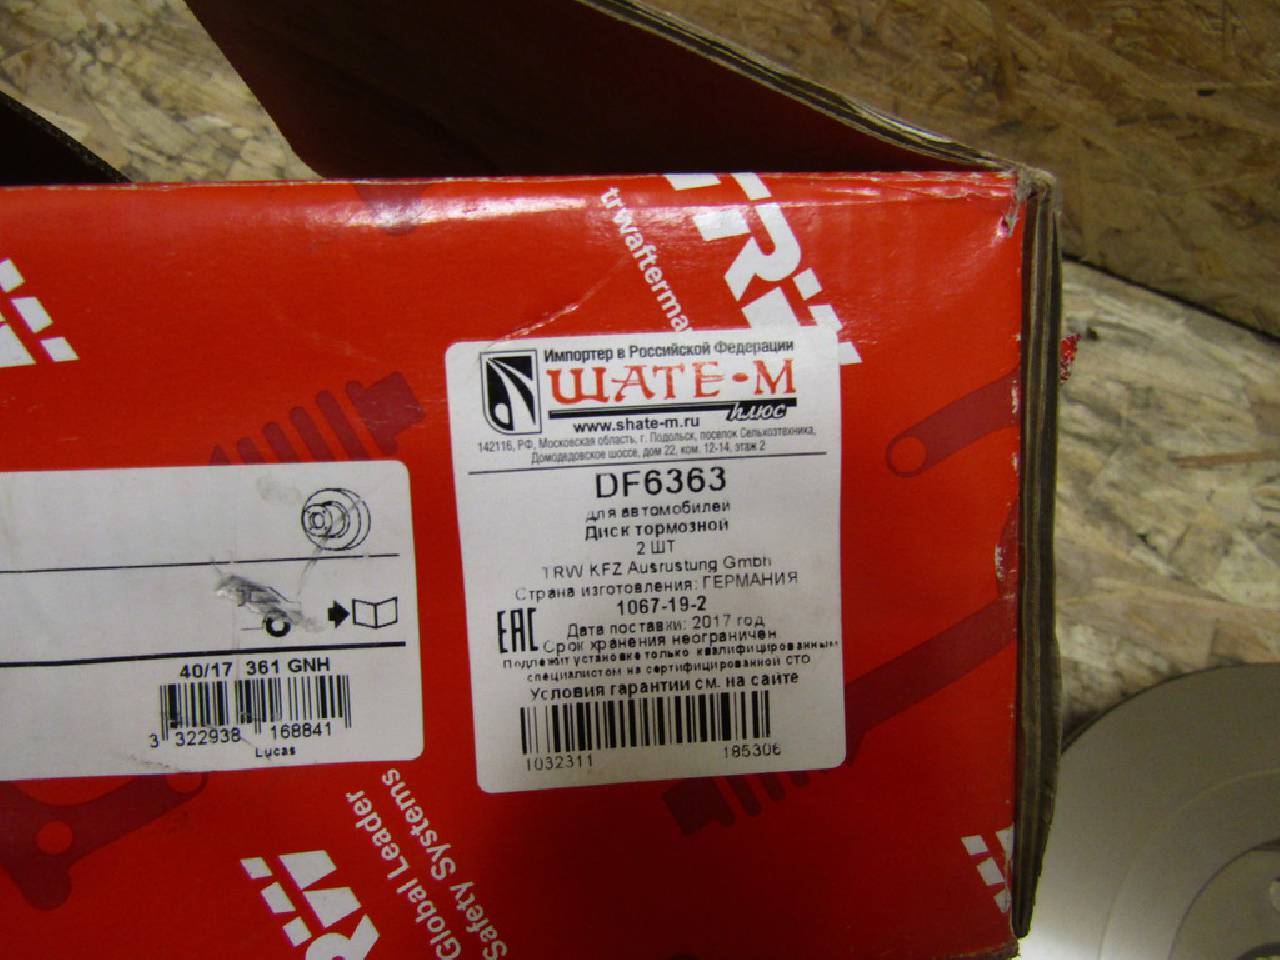 TRW
trwafterma
Импортер в Российской Федерации
ШАТЕ-М
плюс
www.shate-m.ru
142116, РФ, Московская область, г. Подольск, поселок Сельхозтехника,
Домодедовское шоссе, дом 22, ком. 12-14, этаж 2
DF6363
для автомобилей
Диск тормозной
2 ШТ
TRW KFZ Ausrustung Gmbh
Страна изготовления: ГЕРМАНИЯ
1067-19-2
EAC
Дата поставки: 2017 год
Срок хранения неограничен
Подлежит установке только квалифицированным
специалистом на сертифицированной СТО
Условия гарантии см. на сайте
1032311 185306
40/17 361 GNH
3 322938 168841
Lucas
TRW
Global Leader
Safety Systems